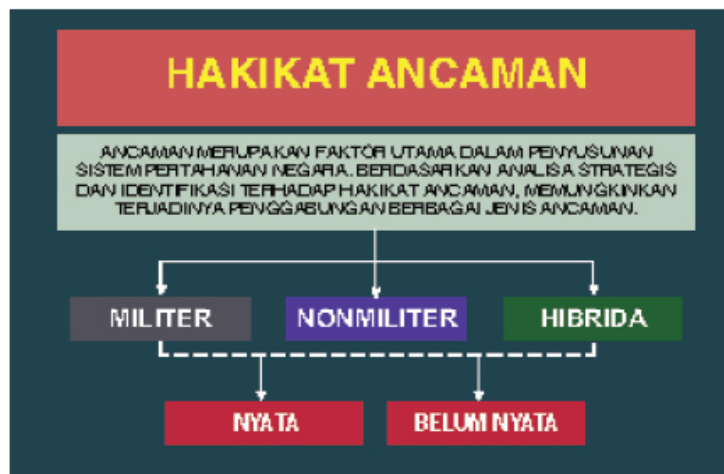 HAKIKAT ANCAMAN
ANCAMAN MERUPAKAN FAKTOR UTAMA DALAM PENYUSUNAN
SISTEM PERTAHANAN NEGARA. BERDASARKAN ANALISA STRATEGIS
DAN IDENTIFIKASI TERHADAP HAKIKAT ANCAMAN, MEMUNGKINKAN
TERJADINYA PENGGABUNGAN BERBAGAI JENIS ANCAMAN.
MILITER
NONMILITER
HIBRIDA
NYATA
BELUM NYATA